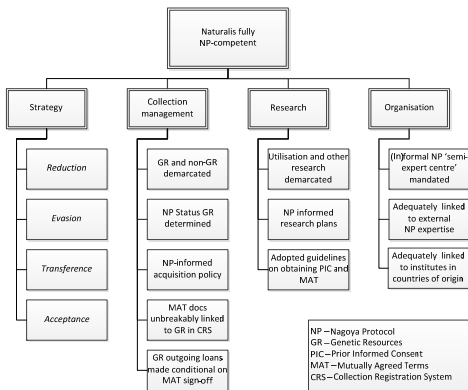 Naturalis fully
NP-competent
Strategy
Collection
management
Research
Organisation
Reduction
Evasion
Transference
Acceptance
GR and non-GR
demarcated
NP Status GR
determined
NP-informed
acquisition policy
MAT docs
unbreakably linked
to GR in CRS
GR outgoing loans
made conditional on
MAT sign-off
Utilisation and other
research
demarcated
NP informed
research plans
Adopted guidelines
on obtaining PIC and
MAT
(In)formal NP ‘semi-
expert centre’
mandated
Adequately linked
to external
NP expertise
Adequately linked
to institutes in
countries of origin
NP – Nagoya Protocol
GR – Genetic Resources
PIC – Prior Informed Consent
MAT – Mutually Agreed Terms
CRS – Collection Registration System